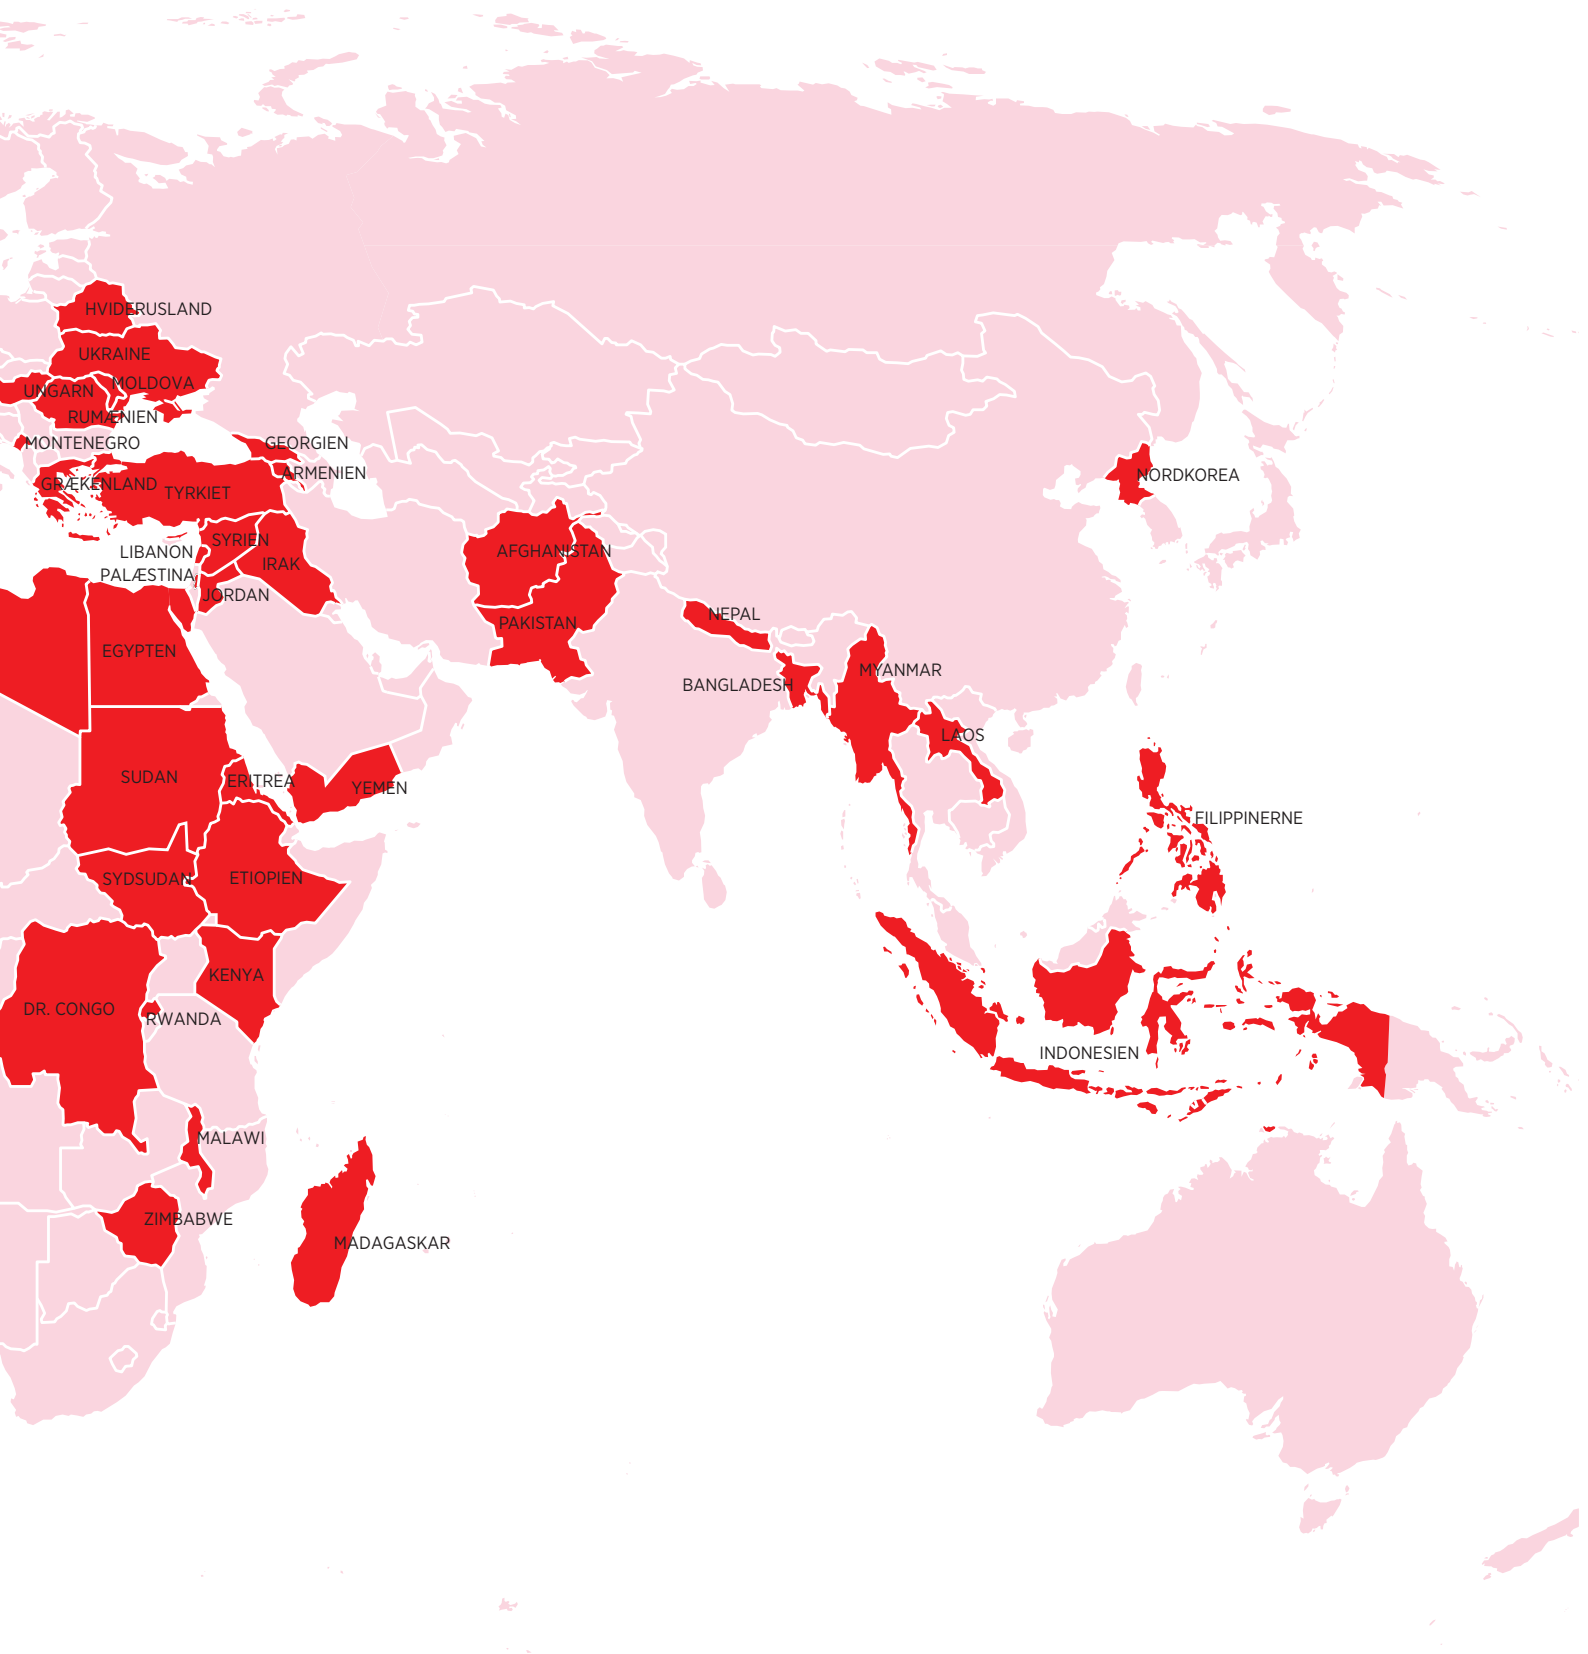 HVIDERUSLAND
UKRAINE
MOLDOVA
UNGARN
RUMÆNIEN
MONTENEGRO
GEORGIEN
ARMENIEN
GRÆKENLAND
TYRKIET
NORDKOREA
SYRIEN
LIBANON
AFGHANISTAN
IRAK
PALÆSTINA
JORDAN
NEPAL
PAKISTAN
EGYPTEN
MYANMAR
BANGLADESH
LAOS
SUDAN
ERITREA
YEMEN
FILIPPINERNE
SYDSUDAN
ETIOPIEN
KENYA
DR. CONGO
RWANDA
INDONESIEN
MALAWI
ZIMBABWE
MADAGASKAR